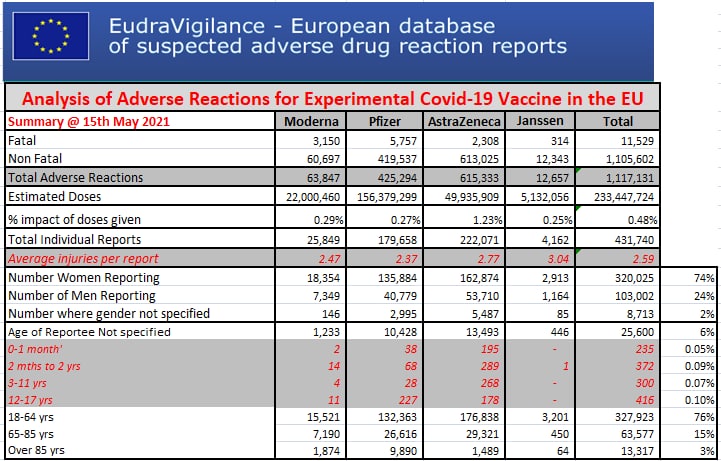 EudraVigilance - European database
of suspected adverse drug reaction reports
Analysis of Adverse Reactions for Experimental Covid-19 Vaccine in the EU
Summary @ 15th May 2021 Moderna Pfizer AstraZeneca Janssen Total
Fatal 3,150 5,757 2,308 314 11,529
Non Fatal 60,697 419,537 613,025 12,343 1,105,602
Total Adverse Reactions 63,847 425,294 615,333 12,657 1,117,131
Estimated Doses 22,000,460 156,379,299 49,935,909 5,132,056 233,447,724
% impact of doses given 0.29% 0.27% 1.23% 0.25% 0.48%
Total Individual Reports 25,849 179,658 222,071 4,162 431,740
Average injuries per report 2.47 2.37 2.77 3.04 2.59
Number Women Reporting 18,354 135,884 162,874 2,913 320,025 74%
Number of Men Reporting 7,349 40,779 53,710 1,164 103,002 24%
Number where gender not specified 146 2,995 5,487 85 8,713 2%
Age of Reportee Not specified 1,233 10,428 13,493 446 25,600 6%
0-1 month' 2 38 195 - 235 0.05%
2 mths to 2 yrs 14 68 289 1 372 0.09%
3-11 yrs 4 28 268 - 300 0.07%
12-17 yrs 11 227 178 - 416 0.10%
18-64 yrs 15,521 132,363 176,838 3,201 327,923 76%
65-85 yrs 7,190 26,616 29,321 450 63,577 15%
Over 85 yrs 1,874 9,890 1,489 64 13,317 3%